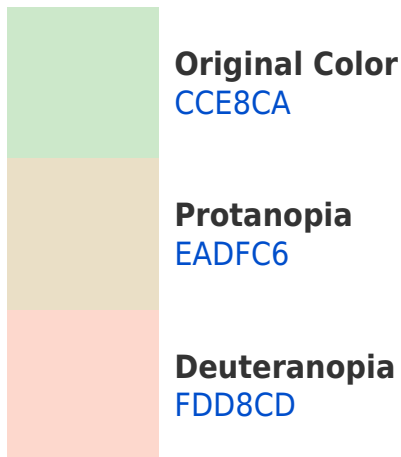 Original Color
CCE8CA
Protanopia
EADFC6
Deuteranopia
FDD8CD